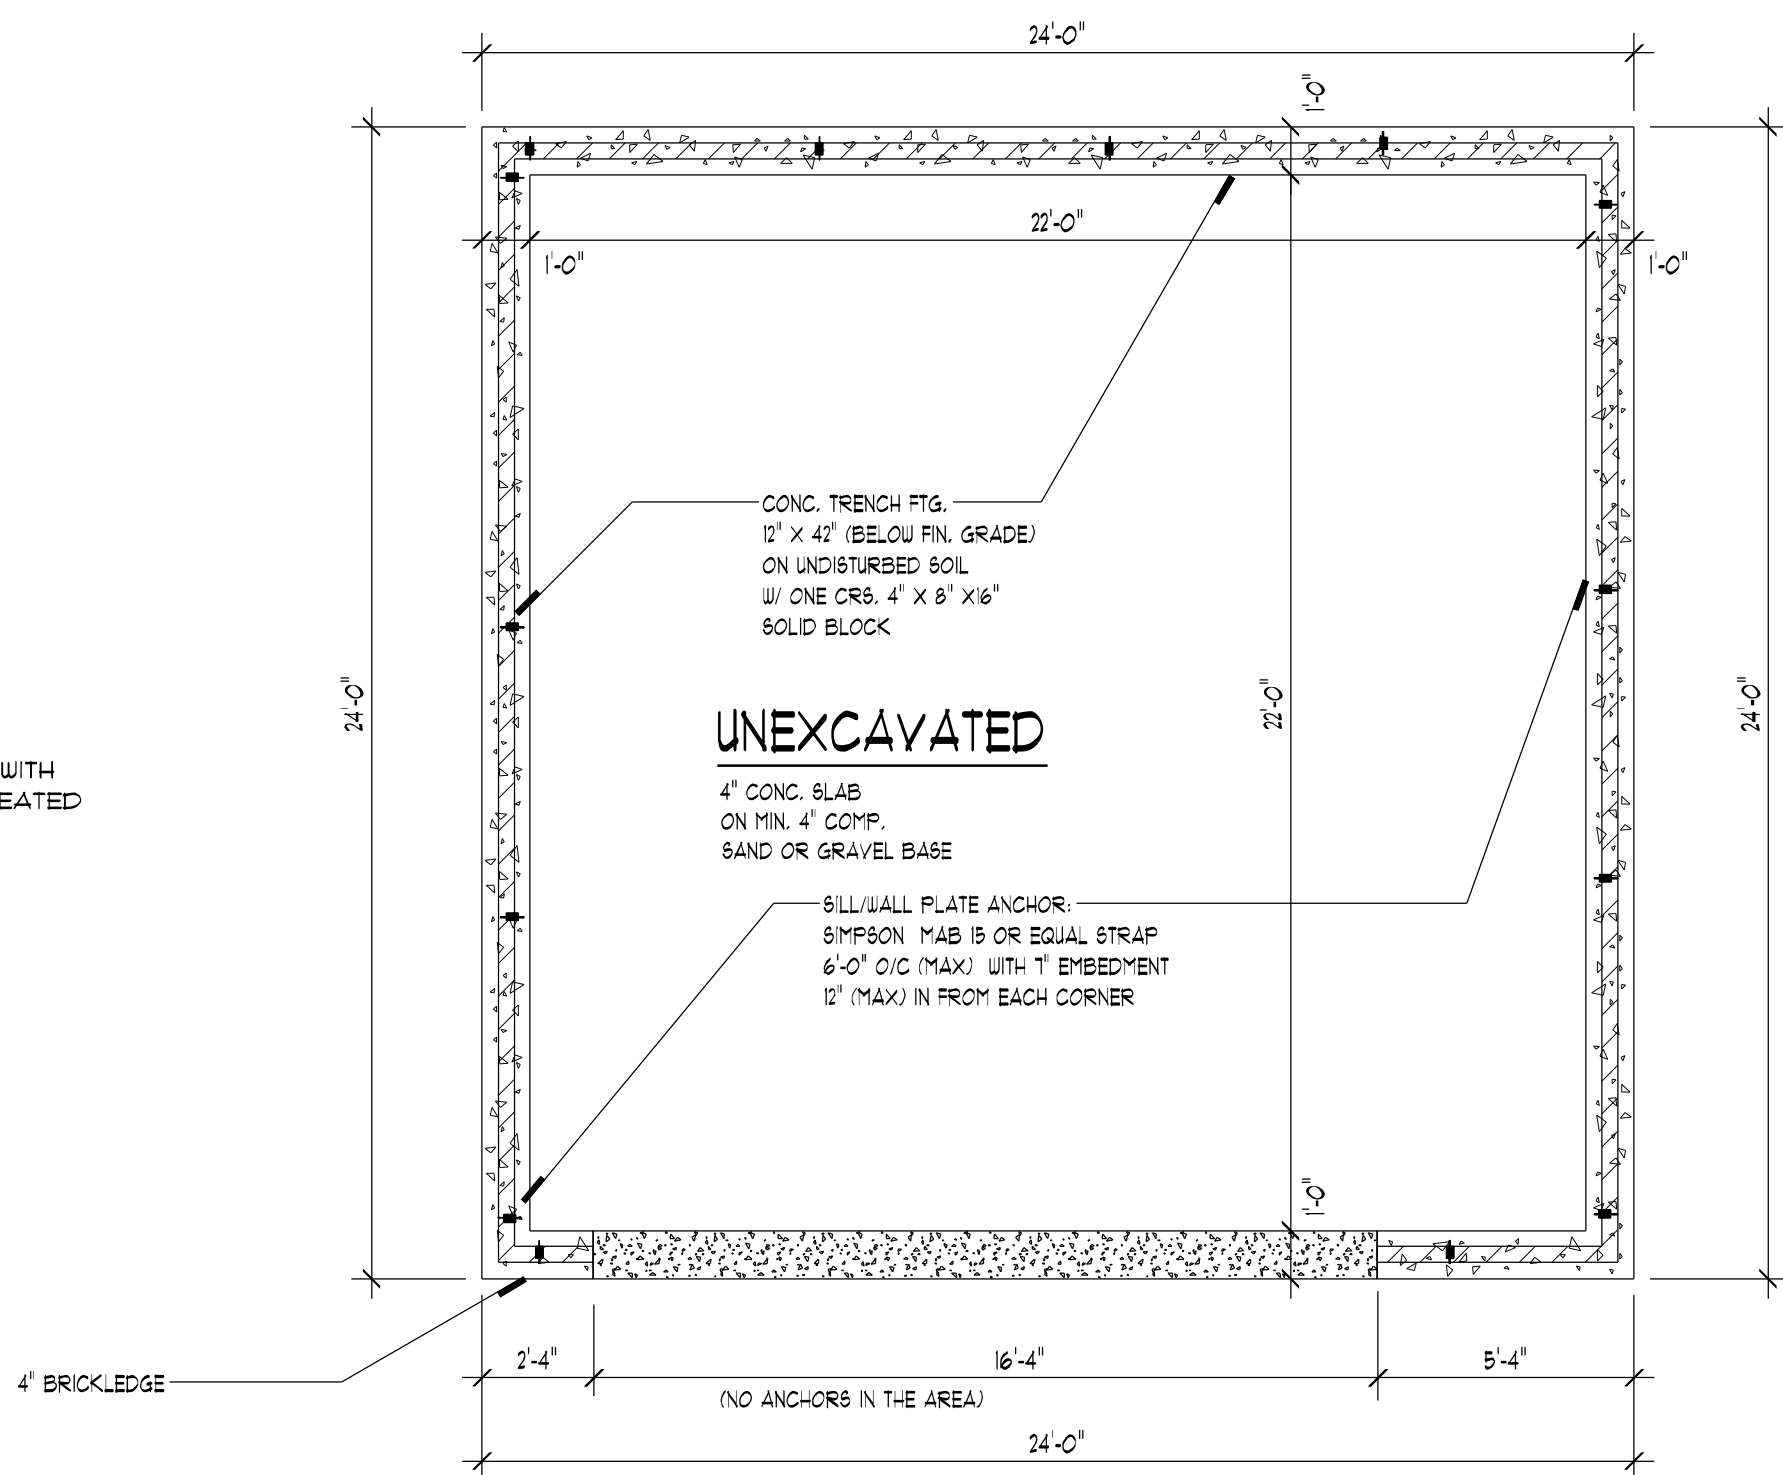 24'-0"
1'-0"
22'-0"
1'-0"
1'-0"
CONC. TRENCH FTG.
12" X 42" (BELOW FIN. GRADE)
ON UNDISTURBED SOIL
W/ ONE CRS. 4" X 8" X16"
SOLID BLOCK
24'-0"
22'-0"
24'-0"
UNEXCAVATED
WITH
EATED
4" CONC. SLAB
ON MIN. 4" COMP.
SAND OR GRAVEL BASE
SILL/WALL PLATE ANCHOR:
SIMPSON MAB 15 OR EQUAL STRAP
6'-0" O/C (MAX) WITH 7" EMBEDMENT
12" (MAX) IN FROM EACH CORNER
1'-0"
2'-4"
16'-4"
5'-4"
4" BRICKLEDGE
(NO ANCHORS IN THE AREA)
24'-0"